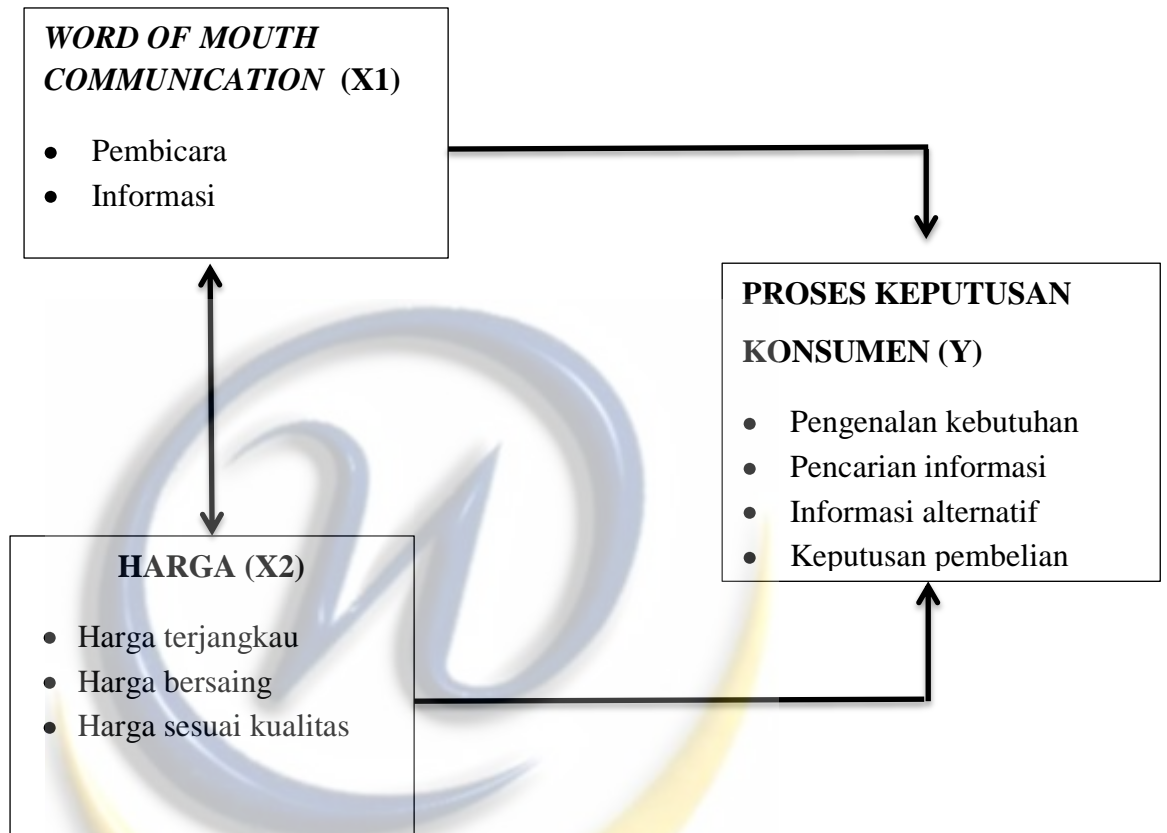 WORD OF MOUTH
COMMUNICATION (X1)
• Pembicara
• Informasi
PROSES KEPUTUSAN
KONSUMEN (Y)
• Pengenalan kebutuhan
• Pencarian informasi
• Informasi alternatif
• Keputusan pembelian
HARGA (X2)
• Harga terjangkau
• Harga bersaing
• Harga sesuai kualitas